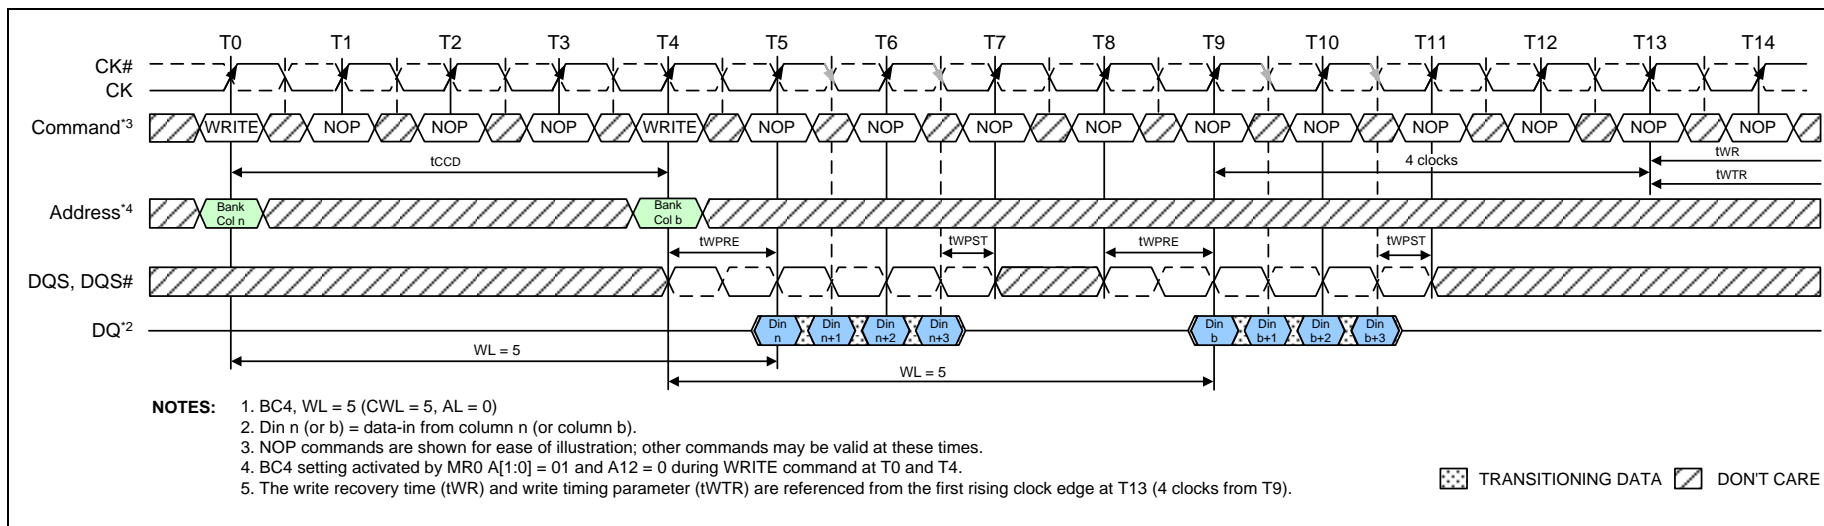 T0 T1 T2 T3 T4 T5 T6 T7 T8 T9 T10 T11 T12 T13 T14
CK#
CK
Command*3 WRITE NOP NOP NOP WRITE NOP NOP NOP NOP NOP NOP NOP NOP NOP NOP
tCCD 4 clocks tWR
tWTR
Address*4 Bank Col n Bank Col b
tWPRE tWPST tWPRE tWPST
DQS, DQS#
DQ*2 Din n Din n+1 Din n+2 Din n+3 Din b Din b+1 Din b+2 Din b+3
WL = 5
WL = 5
NOTES: 1. BC4, WL = 5 (CWL = 5, AL = 0)
2. Din n (or b) = data-in from column n (or column b).
3. NOP commands are shown for ease of illustration; other commands may be valid at these times.
4. BC4 setting activated by MR0 A[1:0] = 01 and A12 = 0 during WRITE command at T0 and T4.
5. The write recovery time (tWR) and write timing parameter (tWTR) are referenced from the first rising clock edge at T13 (4 clocks from T9).
TRANSITIONING DATA DON'T CARE